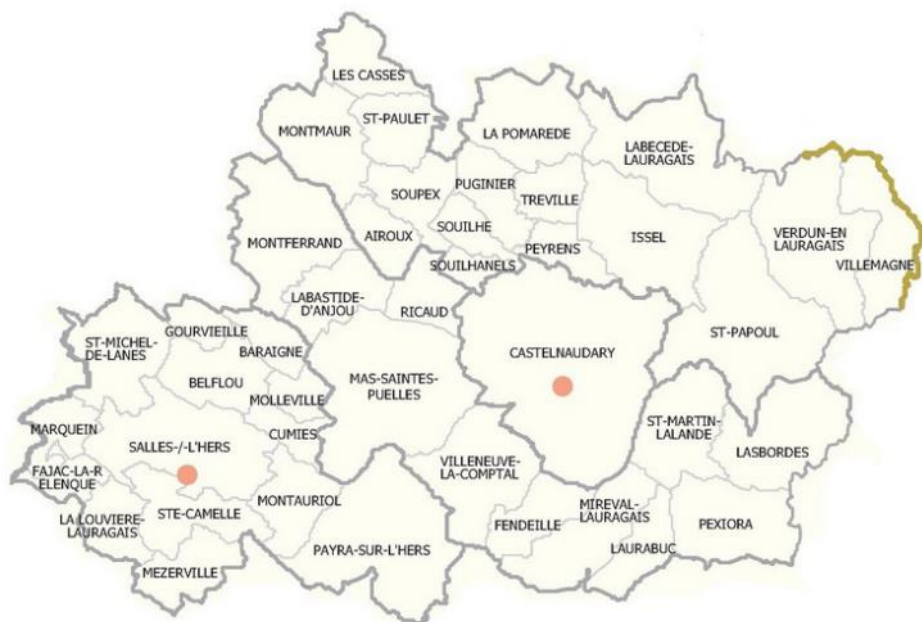 LES CASSES
ST-PAULET
MONTMAUR
LA POMAREDE
LABECEDE-
LAURAGAIS
SOUPEX
PUGINIER
TREVILLE
VERDUN-EN
LAURAGAIS
MONTFERRAND
AIROUX
SOUILHE
ISSEL
PEYRENS
VILLEMAGNE
SOUILHANELS
LABASTIDE-
D'ANJOU
RICAUD
GOURVIEILLE
ST-MICHEL-
DE-LANES
BARAIGNE
CASTELNAUDARY
ST-PAPOUL
BELFLOU
MAS-SAINTES-
PUELLES
MOLLEVILLE
MARQUEIN
SALLES-/-L'HERS
CUMIES
ST-MARTIN-
LALANDE
LASBORDES
VILLENEUVE-
LA-COMPTAL
FAJAC-LA-R
ELENQUE
MONTAURIOL
LA LOUVIERE-
LAURAGAIS
STE-CAMELLE
MIREVAL-
LAURAGAIS
FENDEILLE
PEXIORA
PAYRA-SUR-L'HERS
LAURABUC
MEZERVILLE